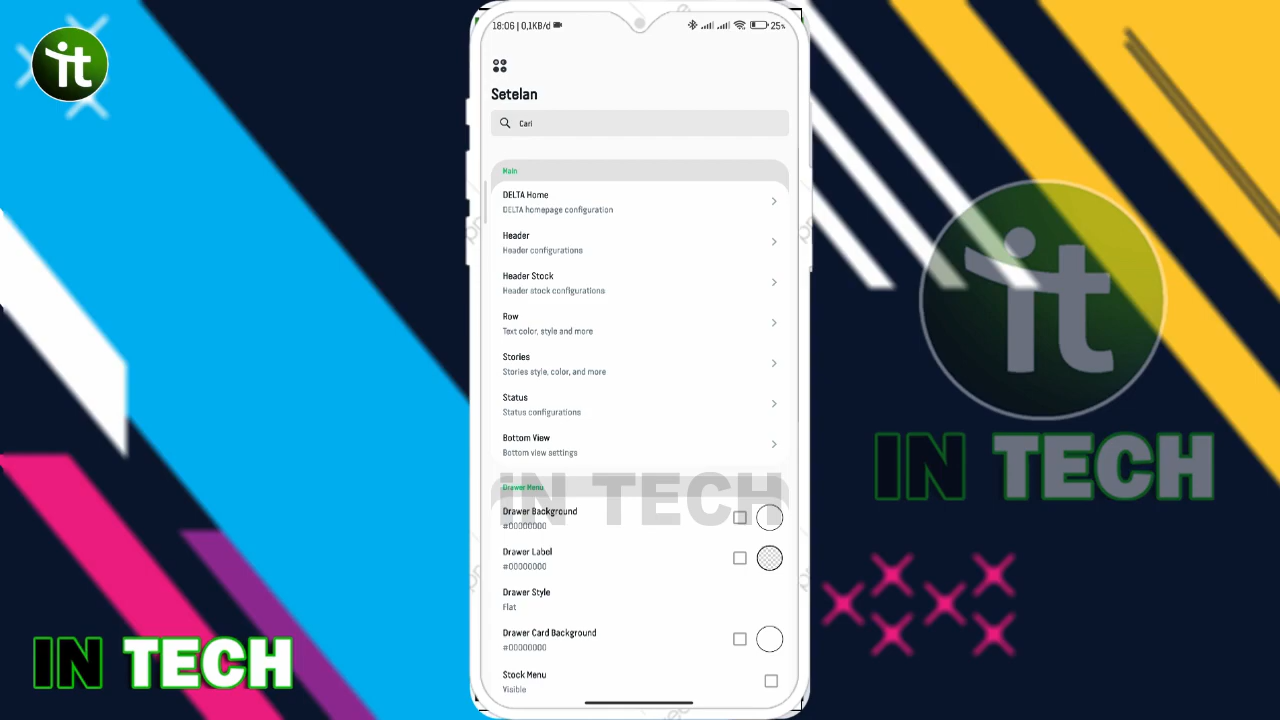 it
18:06 | 0,1KB/d
25%
Setelan
Cari
Main
DELTA Home
DELTA homepage configuration
Header
Header configurations
Header Stock
Header stock configurations
Row
Text color, style and more
Stories
Stories style, color, and more
Status
Status configurations
Bottom View
Bottom view settings
IN TECH
Drawer Menu
Drawer Background
#00000000
Drawer Label
#00000000
Drawer Style
Flat
Drawer Card Background
#00000000
Stock Menu
Visible
it
IN TECH
IN TECH